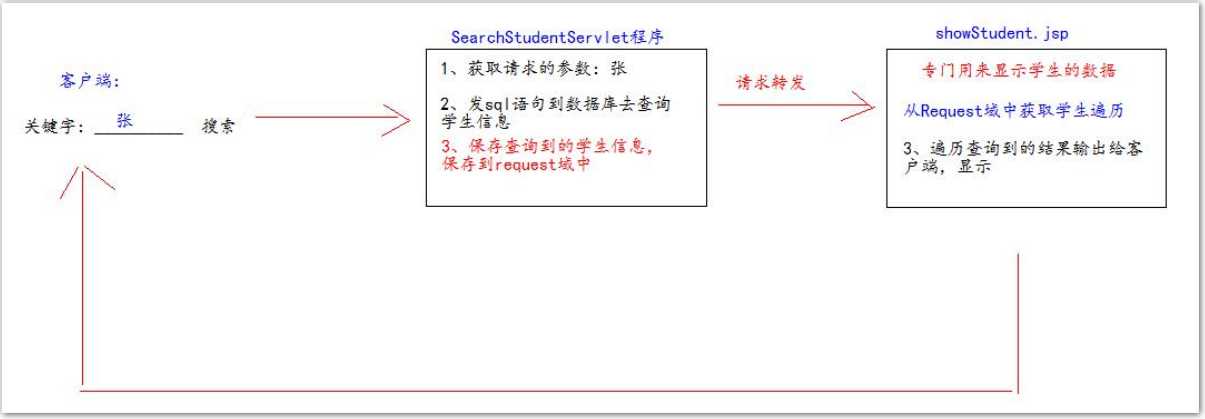 客户端:
关键字: 张 搜索
SearchStudentServlet程序
1、获取请求的参数：张
2、发sql语句到数据库去查询
学生信息
3、保存查询到的学生信息，
保存到request域中
请求转发
showStudent.jsp
专门用来显示学生的数据
从Request域中获取学生遍历
3、遍历查询到的结果输出给客
户端，显示